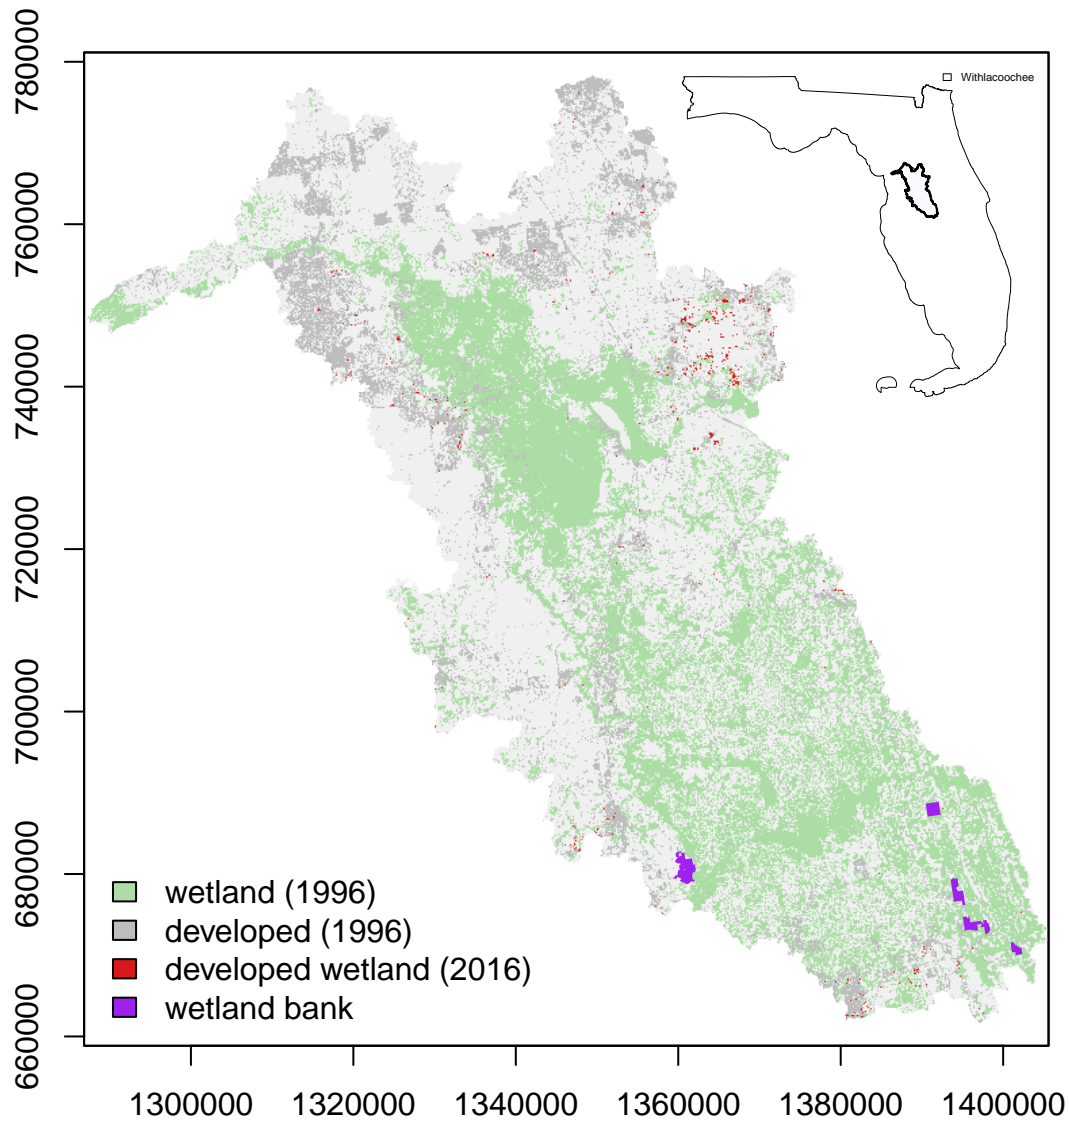 Withlacoochee
780000
760000
740000
720000
700000
680000
660000
wetland (1996)
developed (1996)
developed wetland (2016)
wetland bank
1300000 1320000 1340000 1360000 1380000 1400000